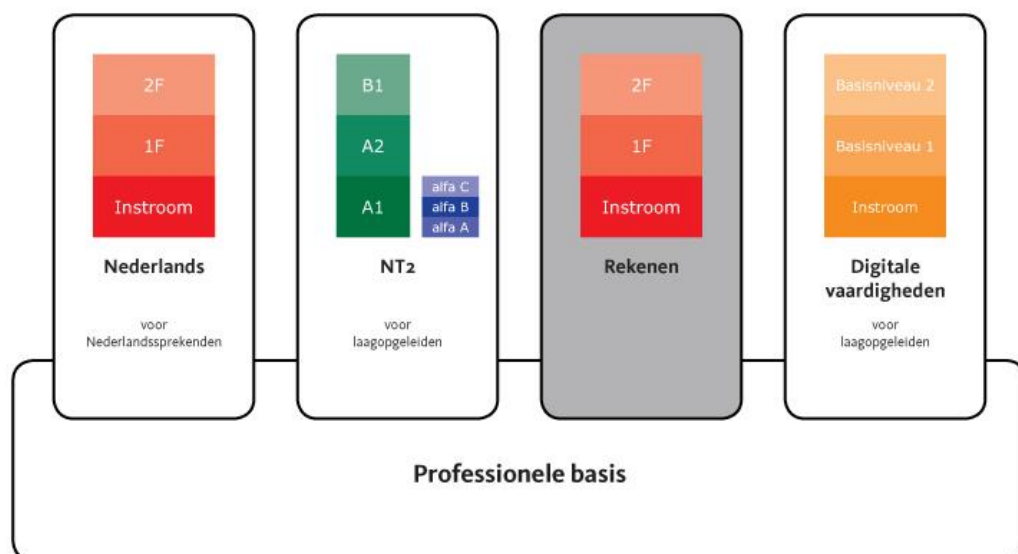 2F
1F
Instroom
Nederlands
voor
Nederlandssprekenden
B1
A2
A1
alfa C
alfa B
alfa A
NT2
voor
laagopgeleiden
2F
1F
Instroom
Rekenen
Basisniveau 2
Basisniveau 1
Instroom
Digitale
vaardigheden
voor
laagopgeleiden
Professionele basis